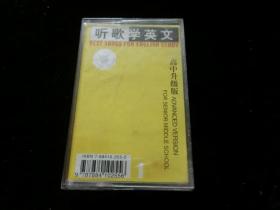 听歌学英文
BEST SONGS FOR ENGLISH STUDY
高中升级版
ADVANCED VERSION
FOR SENIOR MIDDLE SCHOOL
1